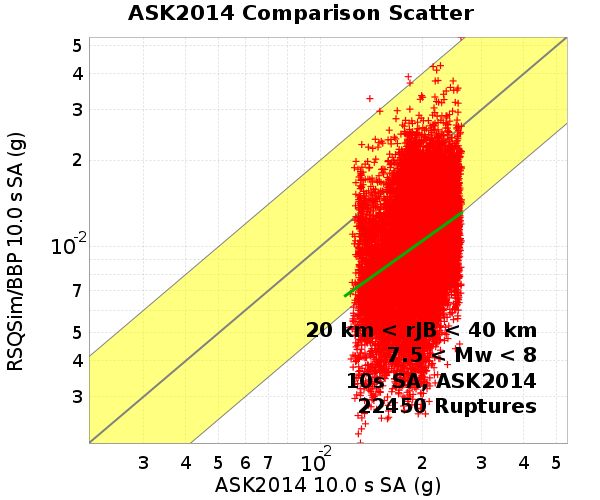 ASK2014 Comparison Scatter
RSQSim/BBP 10.0 s SA (g)
5
4
3
2
10-2
7
5
4
3
20 km < rJB < 40 km
7.5 < Mw < 8
10s SA, ASK2014
22450 Ruptures
3 4 5 6 7 10-2 2 3 4 5
ASK2014 10.0 s SA (g)